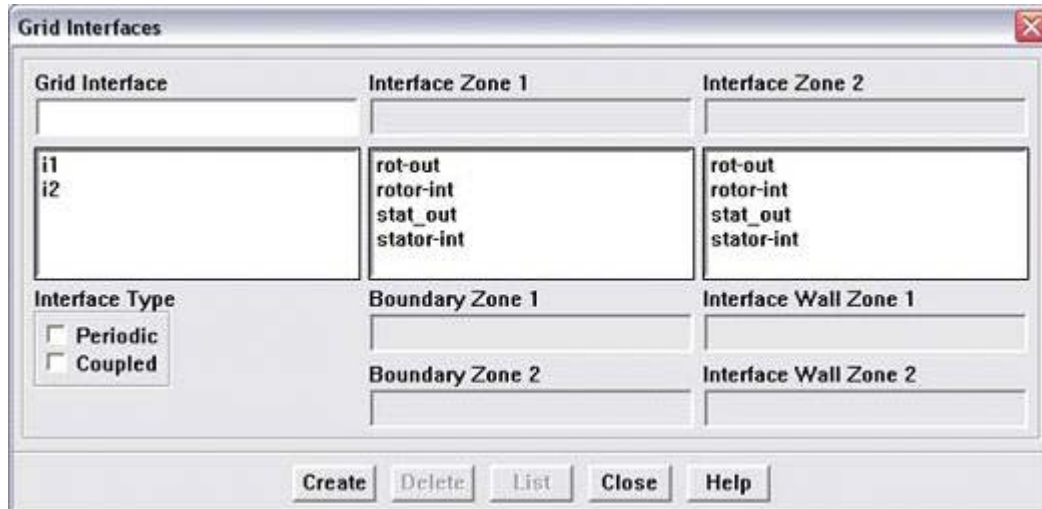 Grid Interfaces
Grid Interface
Interface Zone 1
Interface Zone 2
i1
i2
rot-out
rotor-int
stat_out
stator-int
rot-out
rotor-int
stat_out
stator-int
Interface Type
Periodic
Coupled
Boundary Zone 1
Interface Wall Zone 1
Boundary Zone 2
Interface Wall Zone 2
Create
Delete
List
Close
Help